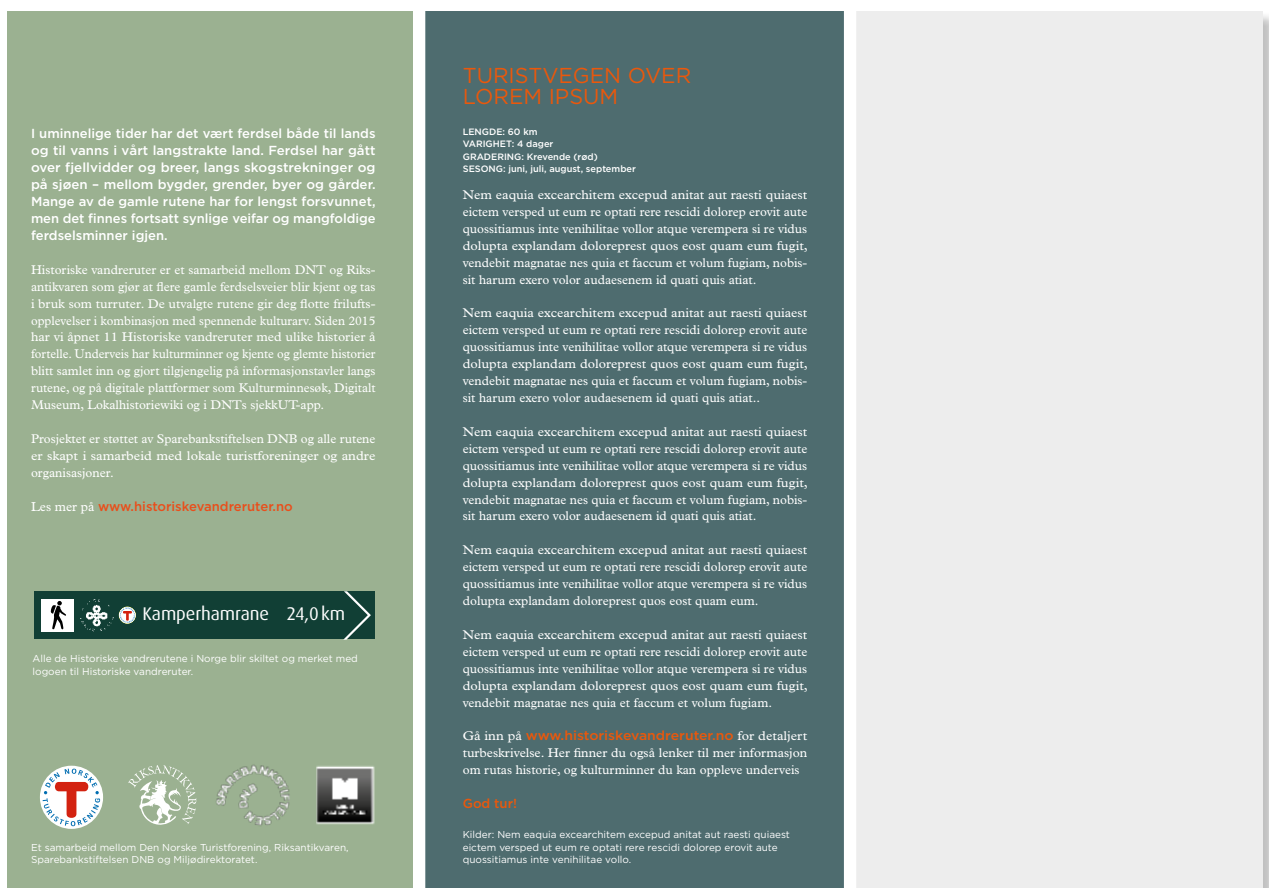 I uminnelige tider har det vært ferdsel både til lands
og til vanns i vårt langstrakte land. Ferdsel har gått
over fjellvidder og breer, langs skogstrekninger og
på sjøen – mellom bygder, grender, byer og gårder.
Mange av de gamle rutene har for lengst forsvunnet,
men det finnes fortsatt synlige veifar og mangfoldige
ferdselsminner igjen.
Historiske vandreruter er et samarbeid mellom DNT og Riks-
antikvaren som gjør at flere gamle ferdselsveier blir kjent og tas
i bruk som turruter. De utvalgte rutene gir deg flotte frilufts-
opplevelser i kombinasjon med spennende kulturarv. Siden 2015
har vi åpnet 11 Historiske vandreruter med ulike historier å
fortelle. Underveis har kulturminner og kjente og glemte historier
blitt samlet inn og gjort tilgjengelig på informasjonstavler langs
rutene, og på digitale plattformer som Kulturminnesøk, Digitalt
Museum, Lokalhistoriewiki og i DNTs sjekkUT-app.
Prosjektet er støttet av Sparebankstiftelsen DNB og alle rutene
er skapt i samarbeid med lokale turistforeninger og andre
organisasjoner.
Les mer på www.historiskevandreruter.no
T Kamperhamrane 24,0 km
Alle de Historiske vandrerutene i Norge blir skiltet og merket med
logoen til Historiske vandreruter.
DEN NORSKE TURISTFORENING T
RIKSANTIKVAREN
SPAREBANKSTIFTELSEN DNB
Et samarbeid mellom Den Norske Turistforening, Riksantikvaren,
Sparebankstiftelsen DNB og Miljødirektoratet.
TURISTVEGEN OVER
LOREM IPSUM
LENGDE: 60 km
VARIGHET: 4 dager
GRADERING: Krevende (rød)
SESONG: juni, juli, august, september
Nem eaquia excearchitem excepud anitat aut raesti quiaest
eictem versped ut eum re optati rere rescidi dolorep erovit aute
quossitiamus inte venihilitae vollor atque verempera si re vidus
dolupta explandam doloreprest quos eost quam eum fugit,
vendebit magnatae nes quia et faccum et volum fugiam, nobis-
sit harum exero volor audaesenem id quati quis atiat.
Nem eaquia excearchitem excepud anitat aut raesti quiaest
eictem versped ut eum re optati rere rescidi dolorep erovit aute
quossitiamus inte venihilitae vollor atque verempera si re vidus
dolupta explandam doloreprest quos eost quam eum fugit,
vendebit magnatae nes quia et faccum et volum fugiam, nobis-
sit harum exero volor audaesenem id quati quis atiat..
Nem eaquia excearchitem excepud anitat aut raesti quiaest
eictem versped ut eum re optati rere rescidi dolorep erovit aute
quossitiamus inte venihilitae vollor atque verempera si re vidus
dolupta explandam doloreprest quos eost quam eum fugit,
vendebit magnatae nes quia et faccum et volum fugiam, nobis-
sit harum exero volor audaesenem id quati quis atiat.
Nem eaquia excearchitem excepud anitat aut raesti quiaest
eictem versped ut eum re optati rere rescidi dolorep erovit aute
quossitiamus inte venihilitae vollor atque verempera si re vidus
dolupta explandam doloreprest quos eost quam eum.
Nem eaquia excearchitem excepud anitat aut raesti quiaest
eictem versped ut eum re optati rere rescidi dolorep erovit aute
quossitiamus inte venihilitae vollor atque verempera si re vidus
dolupta explandam doloreprest quos eost quam eum fugit,
vendebit magnatae nes quia et faccum et volum fugiam.
Gå inn på www.historiskevandreruter.no for detaljert
turbeskrivelse. Her finner du også lenker til mer informasjon
om rutas historie, og kulturminner du kan oppleve underveis
God tur!
Kilder: Nem eaquia excearchitem excepud anitat aut raesti quiaest
eictem versped ut eum re optati rere rescidi dolorep erovit aute
quossitiamus inte venihilitae vollo.